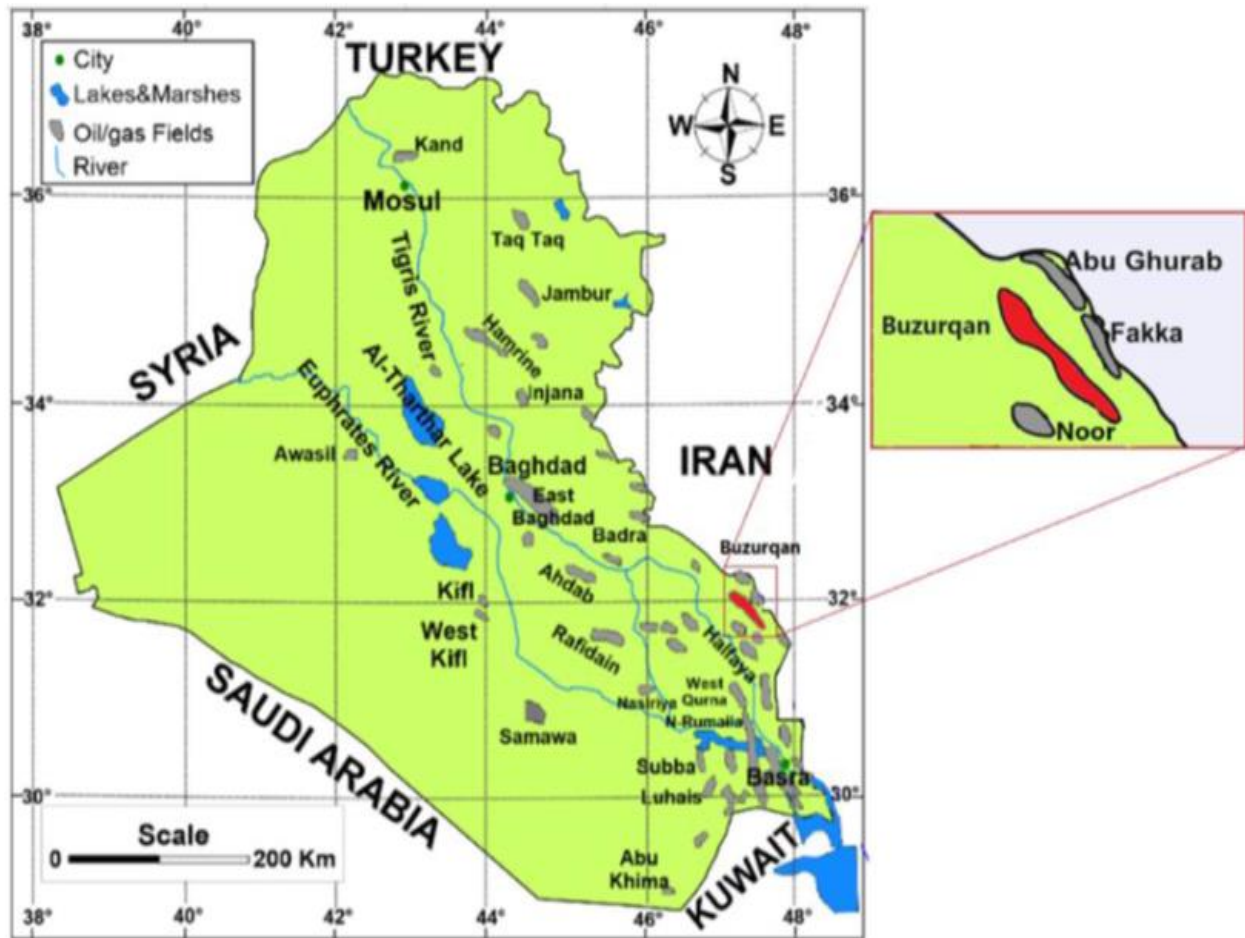 38°
40°
42°
44°
46°
48°
City
Lakes&Marshes
Oil/gas Fields
River
TURKEY
N
W
E
S
Kand
36°
36°
Mosul
Taq Taq
Tigris River
Jambur
Hamrine
SYRIA
Al-Tharthar Lake
Injana
34°
34°
Euphrates River
Awasil
Baghdad
IRAN
East
Baghdad
Badra
Buzurqan
Ahdab
Kifl
32°
32°
West
Kifl
Rafidain
Halfaya
West
Qurna
Nasiriya
N Rumaila
SAUDI ARABIA
Samawa
Subba
Basra
Luhais
30°
30°
Scale
0
200 Km
Abu
Khima
KUWAIT
38°
40°
42°
44°
46°
48°
Abu Ghurab
Buzurqan
Fakka
Noor